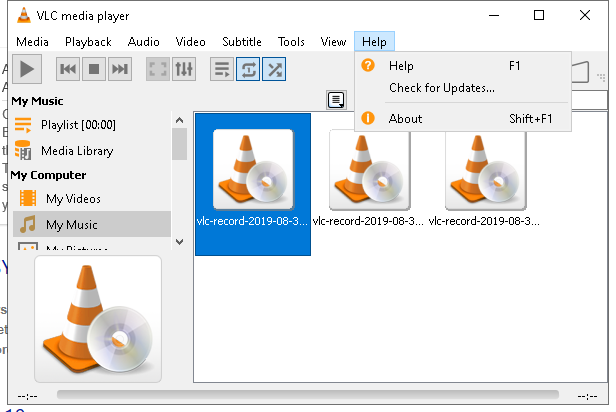 VLC media player
Media Playback Audio Video Subtitle Tools View Help
Help F1
Check for Updates...
About Shift+F1
My Music
Playlist [00:00]
Media Library
My Computer
My Videos
My Music
My Pictures
vlc-record-2019-08-3... vlc-record-2019-08-3... vlc-record-2019-08-3...
--:-- --:--